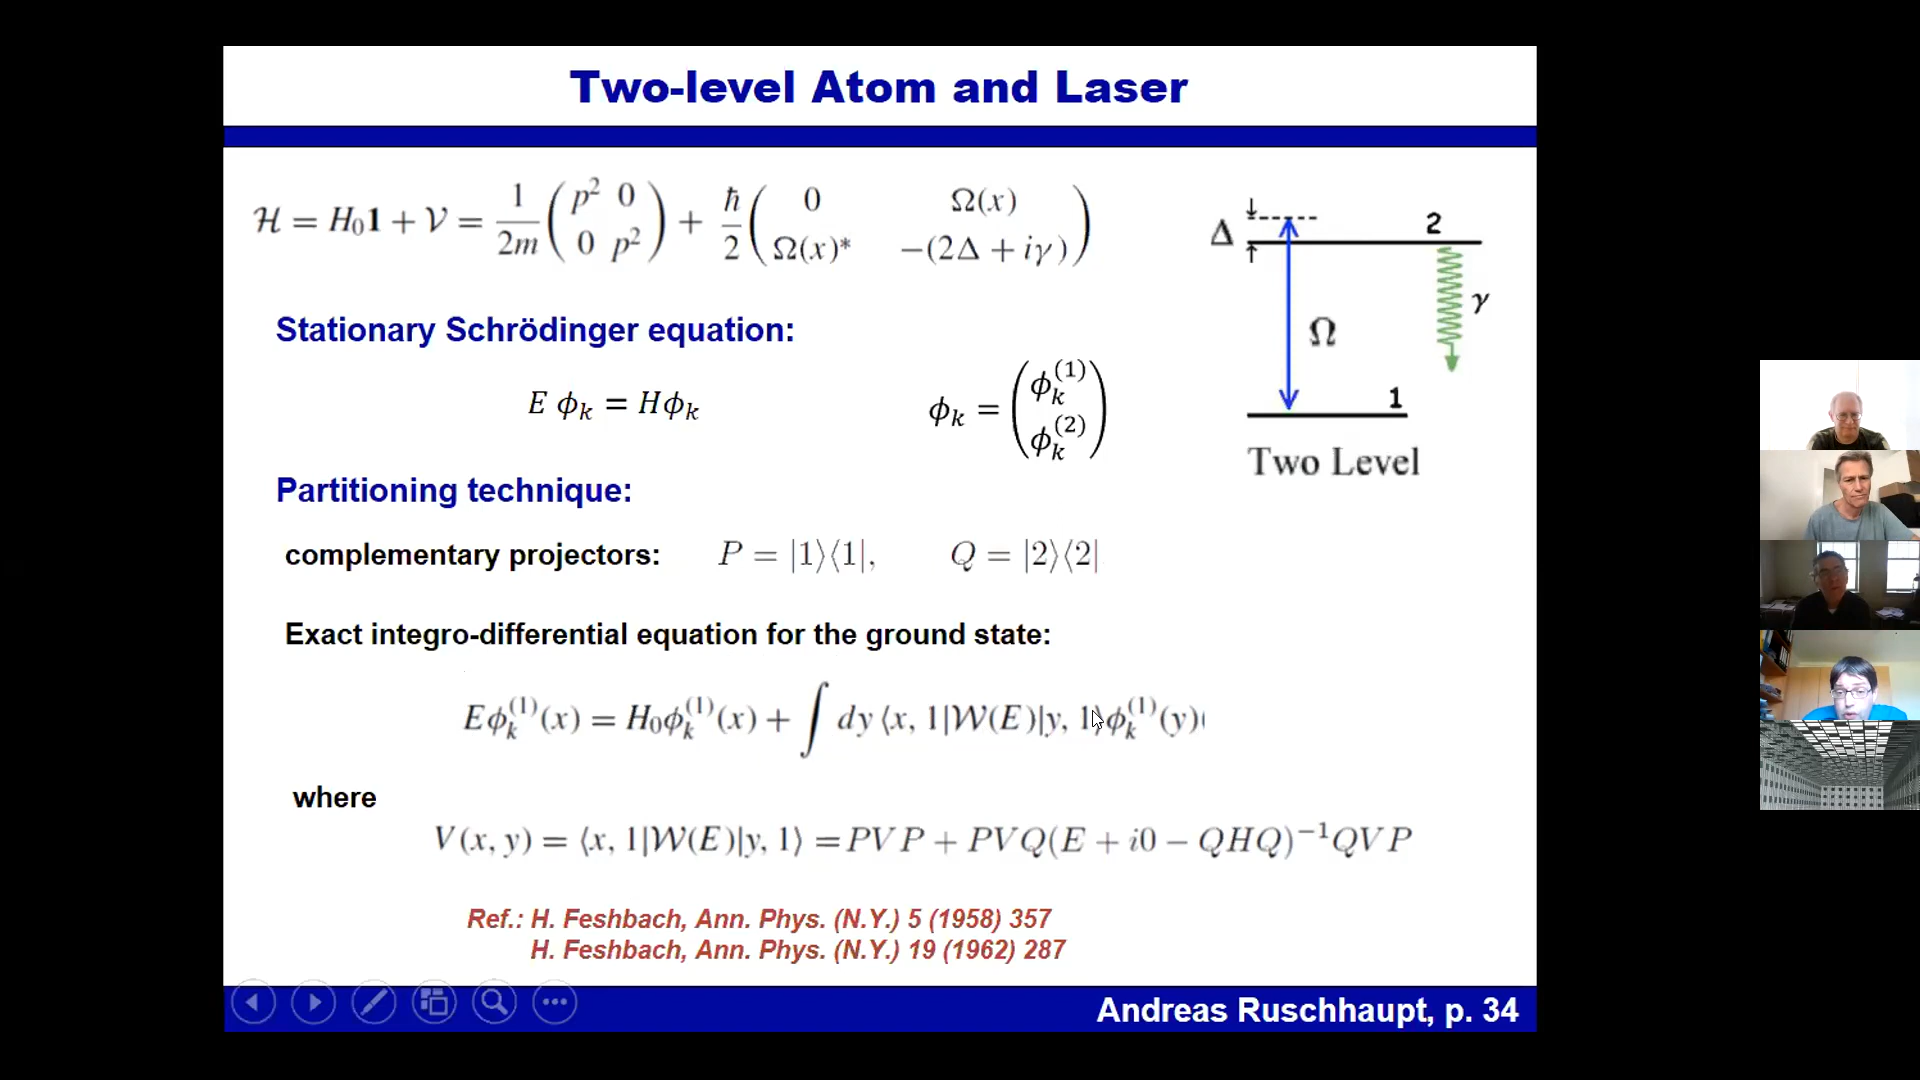 Two-level Atom and Laser
ℋ = H₀1 + 𝒱 = 1/2m (p² 0 0 p²) + ħ/2 (0 Ω(x) Ω(x)* −(2Δ + iγ))
Δ
2
γ
Ω
1
Two Level
Stationary Schrödinger equation:
E ϕₖ = Hϕₖ
ϕₖ = (ϕₖ⁽¹⁾ ϕₖ⁽²⁾)
Partitioning technique:
complementary projectors: P = |1⟩⟨1|, Q = |2⟩⟨2|
Exact integro-differential equation for the ground state:
Eϕₖ⁽¹⁾(x) = H₀ϕₖ⁽¹⁾(x) + ∫ dy ⟨x, 1|𝒲(E)|y, 1⟩ϕₖ⁽¹⁾(y)
where
V(x, y) = ⟨x, 1|𝒲(E)|y, 1⟩ = PVP + PVQ(E + i0 − QHQ)⁻¹QVP
Ref.: H. Feshbach, Ann. Phys. (N.Y.) 5 (1958) 357
H. Feshbach, Ann. Phys. (N.Y.) 19 (1962) 287
Andreas Ruschhaupt, p. 34